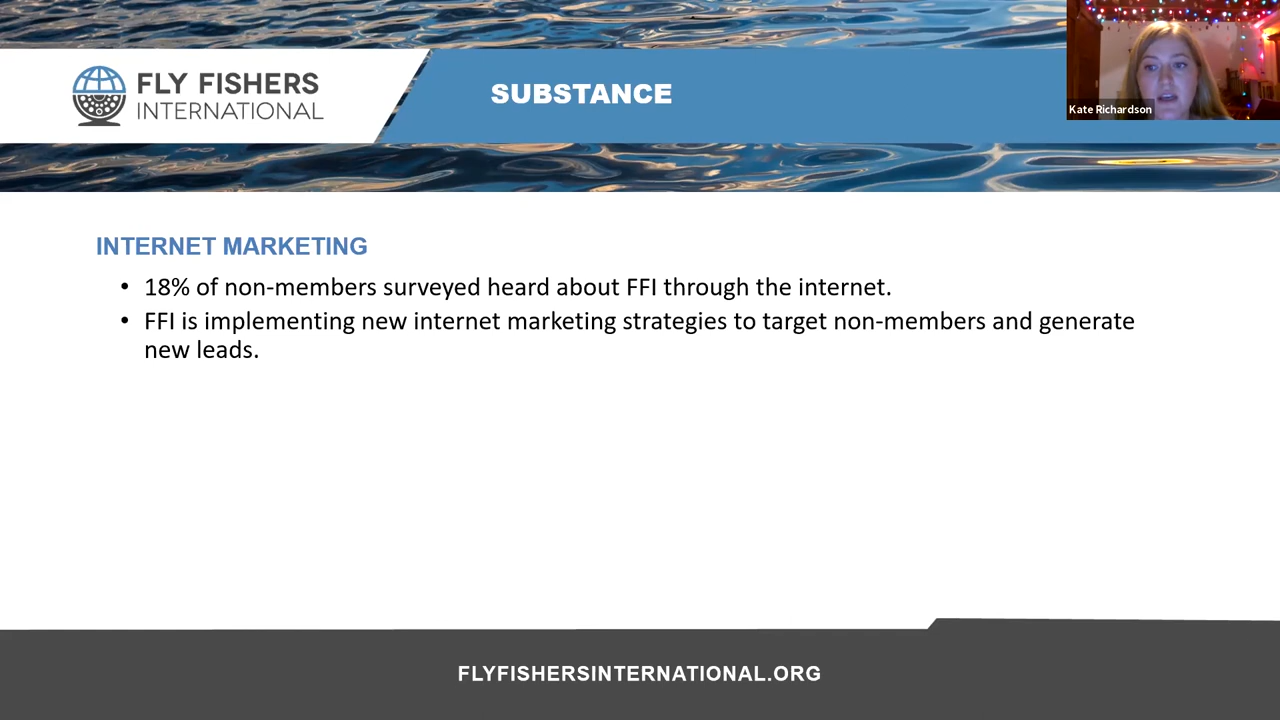 FLY FISHERS
INTERNATIONAL
SUBSTANCE
Kate Richardson
INTERNET MARKETING
• 18% of non-members surveyed heard about FFI through the internet.
• FFI is implementing new internet marketing strategies to target non-members and generate
new leads.
FLYFISHERSINTERNATIONAL.ORG